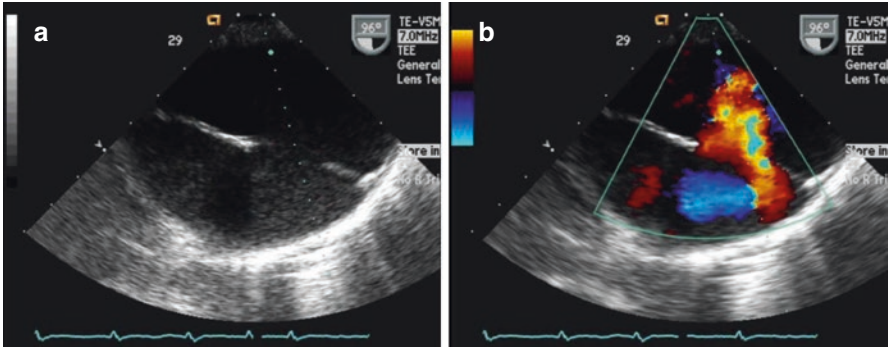 a
29
96°
TE-V5M
7.0MHz
TEE
General
Lens Te
Store in
b
29
96°
TE-V5M
7.0MHz
TEE
General
Lens Te
Store in